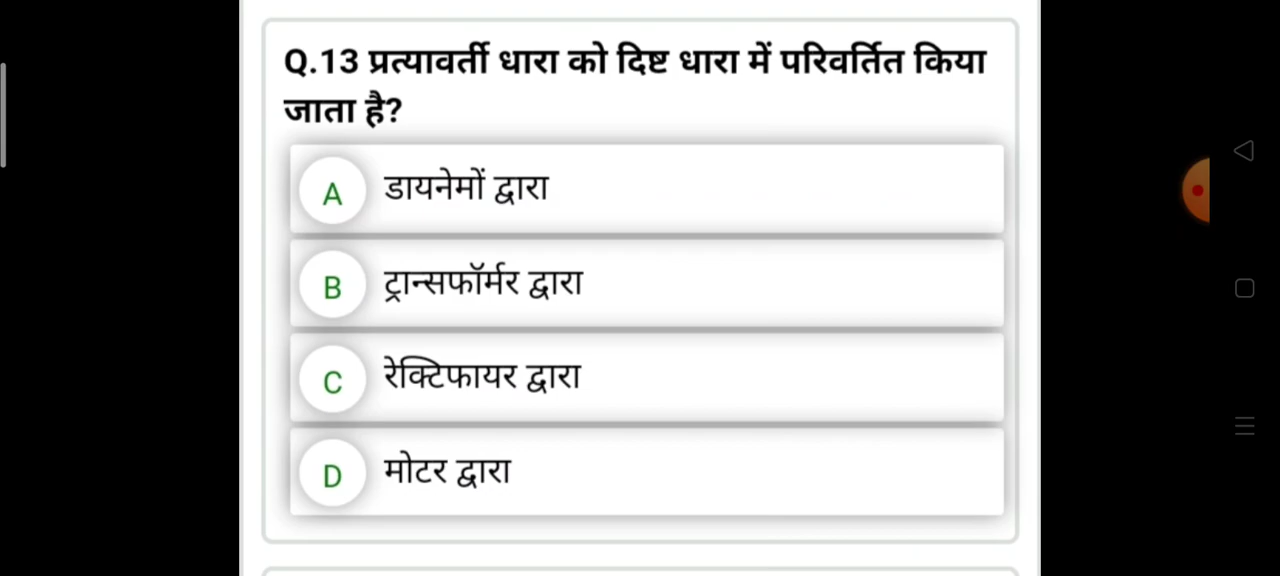 Q.13 प्रत्यावर्ती धारा को दिष्ट धारा में परिवर्तित किया
जाता है?
A डायनेमों द्वारा
B ट्रान्सफॉर्मर द्वारा
C रेक्टिफायर द्वारा
D मोटर द्वारा